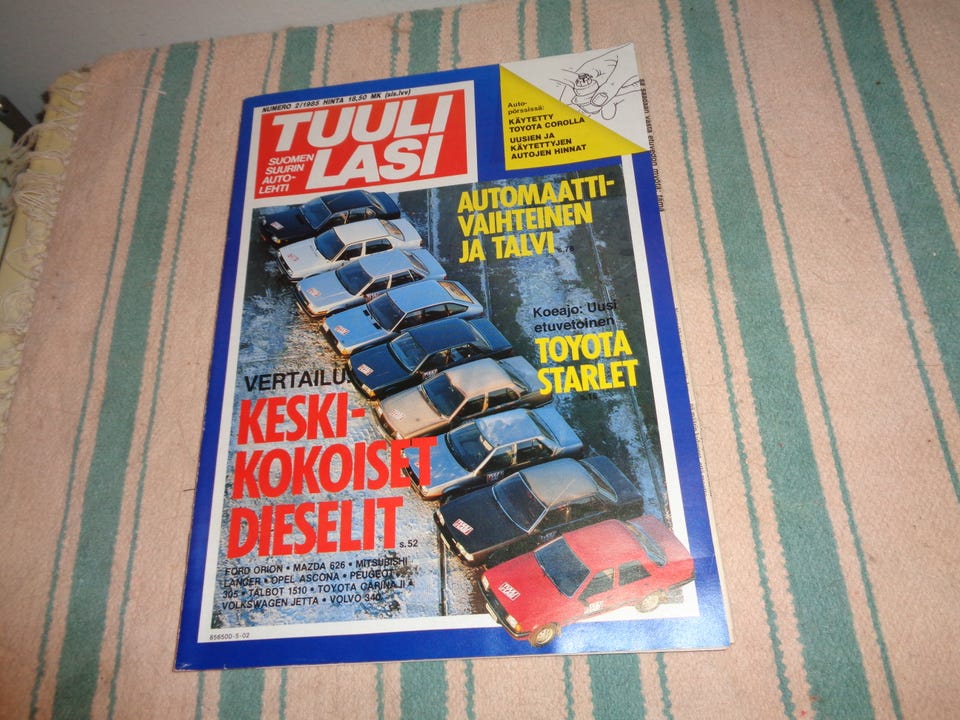 NUMERO 2/1985 HINTA 18,50 MK (sis.lvv)
TUULI
LASI
SUOMEN
SUURIN
AUTO-
LEHTI
Auto-
pörssissä:
KÄYTETTY
TOYOTA COROLLA
UUSIEN JA
KÄYTETTYJEN
AUTOJEN HINNAT
AUTOMAATTI-
VAIHTEINEN
JA TALVI s.76
Koeajo: Uusi
etuvetoinen
TOYOTA
STARLET
s.16
VERTAILU:
KESKI-
KOKOISET
DIESELIT s.52
FORD ORION • MAZDA 626 • MITSUBISHI
LANCER • OPEL ASCONA • PEUGEOT
305 • TALBOT 1510 • TOYOTA CARINA II •
VOLKSWAGEN JETTA • VOLVO 340
856500-5-02